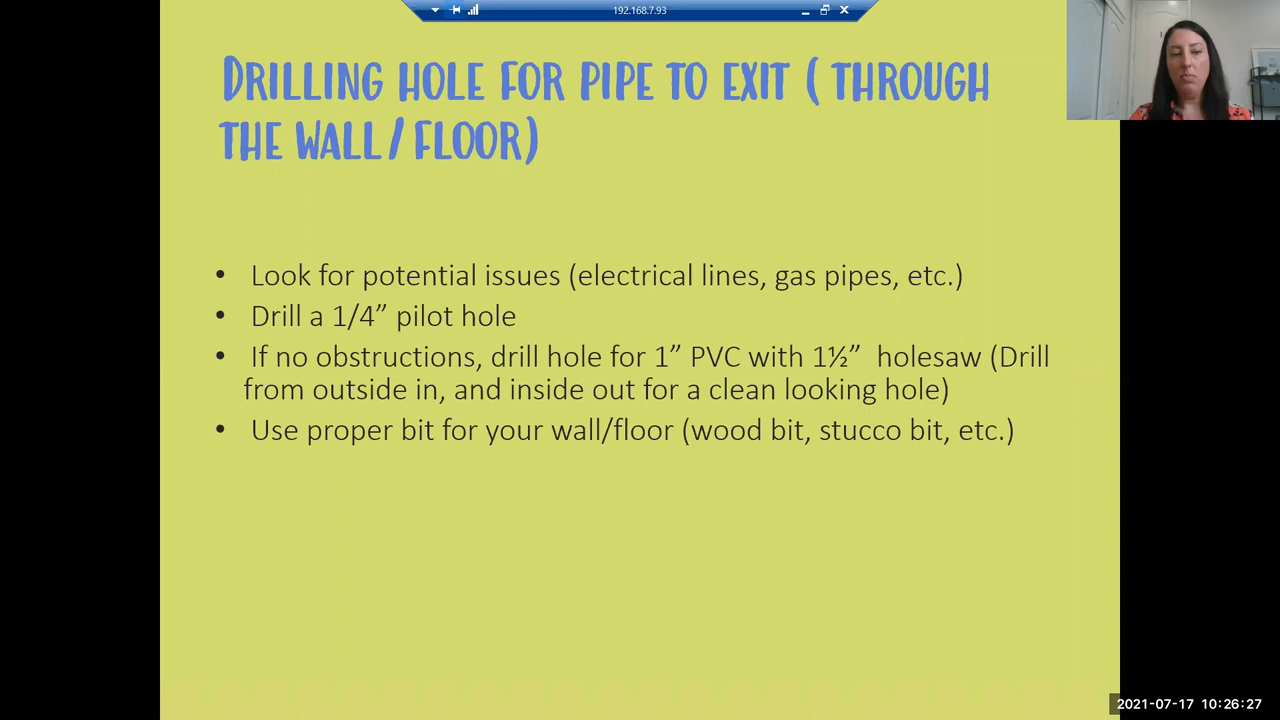 192.168.7.93
DRILLING HOLE FOR PIPE TO EXIT ( THROUGH
THE WALL/FLOOR)
• Look for potential issues (electrical lines, gas pipes, etc.)
• Drill a 1/4” pilot hole
• If no obstructions, drill hole for 1” PVC with 1½” holesaw (Drill
from outside in, and inside out for a clean looking hole)
• Use proper bit for your wall/floor (wood bit, stucco bit, etc.)
2021-07-17 10:26:27